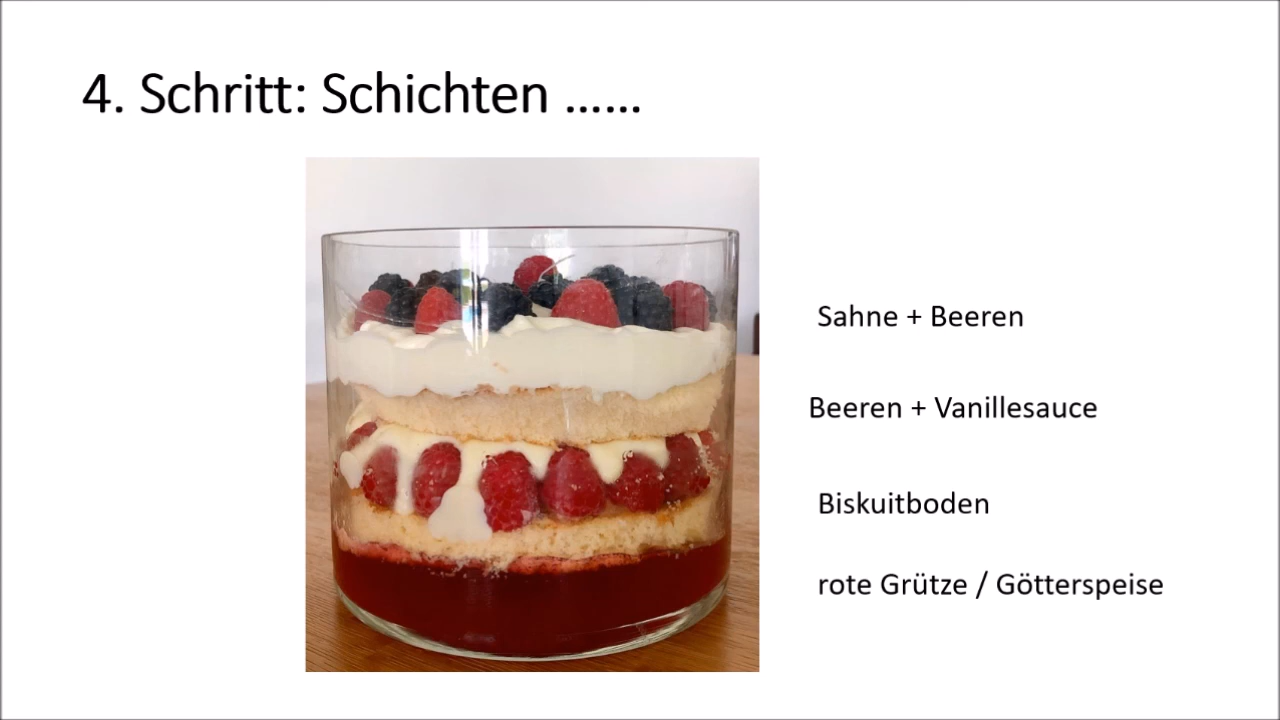 4. Schritt: Schichten ......
Sahne + Beeren
Beeren + Vanillesauce
Biskuitboden
rote Grütze / Götterspeise